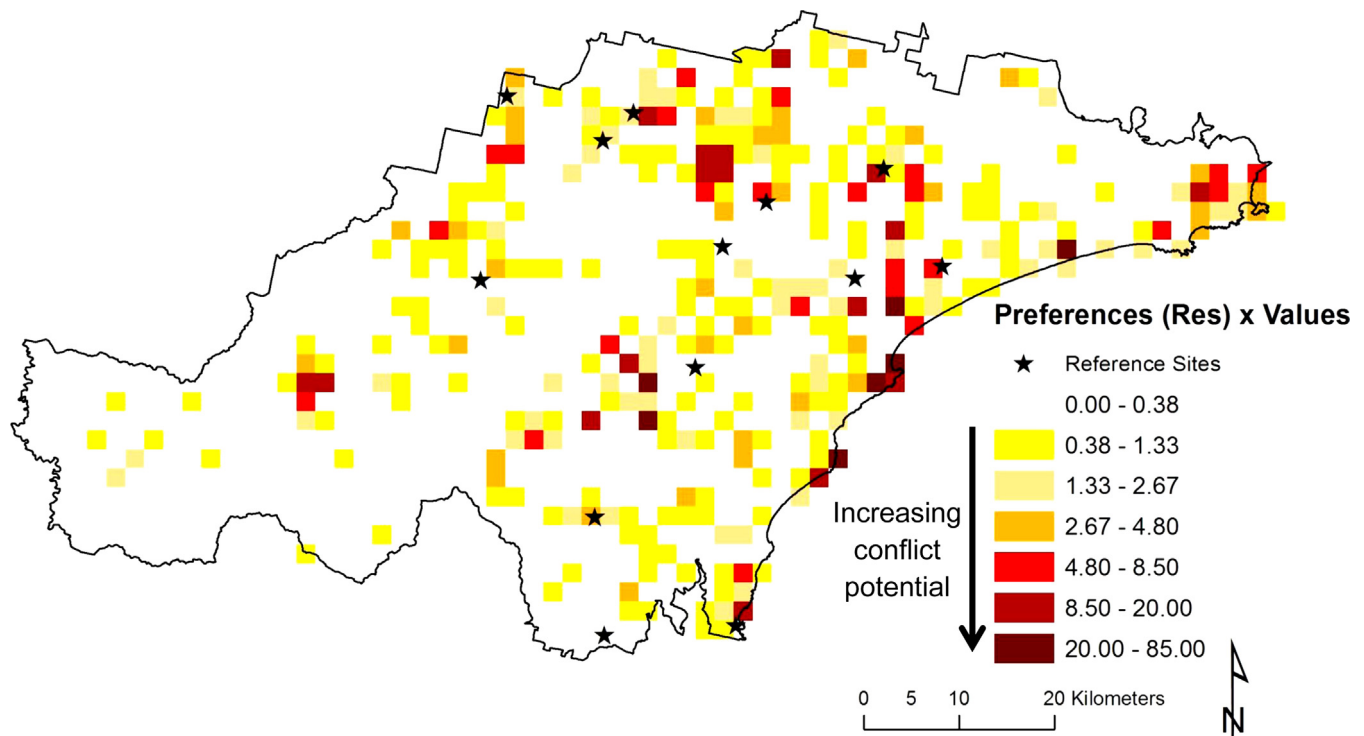 Preferences (Res) x Values
Reference Sites
0.00 - 0.38
0.38 - 1.33
1.33 - 2.67
2.67 - 4.80
4.80 - 8.50
8.50 - 20.00
20.00 - 85.00
Increasing
conflict
potential
0 5 10 20 Kilometers
N